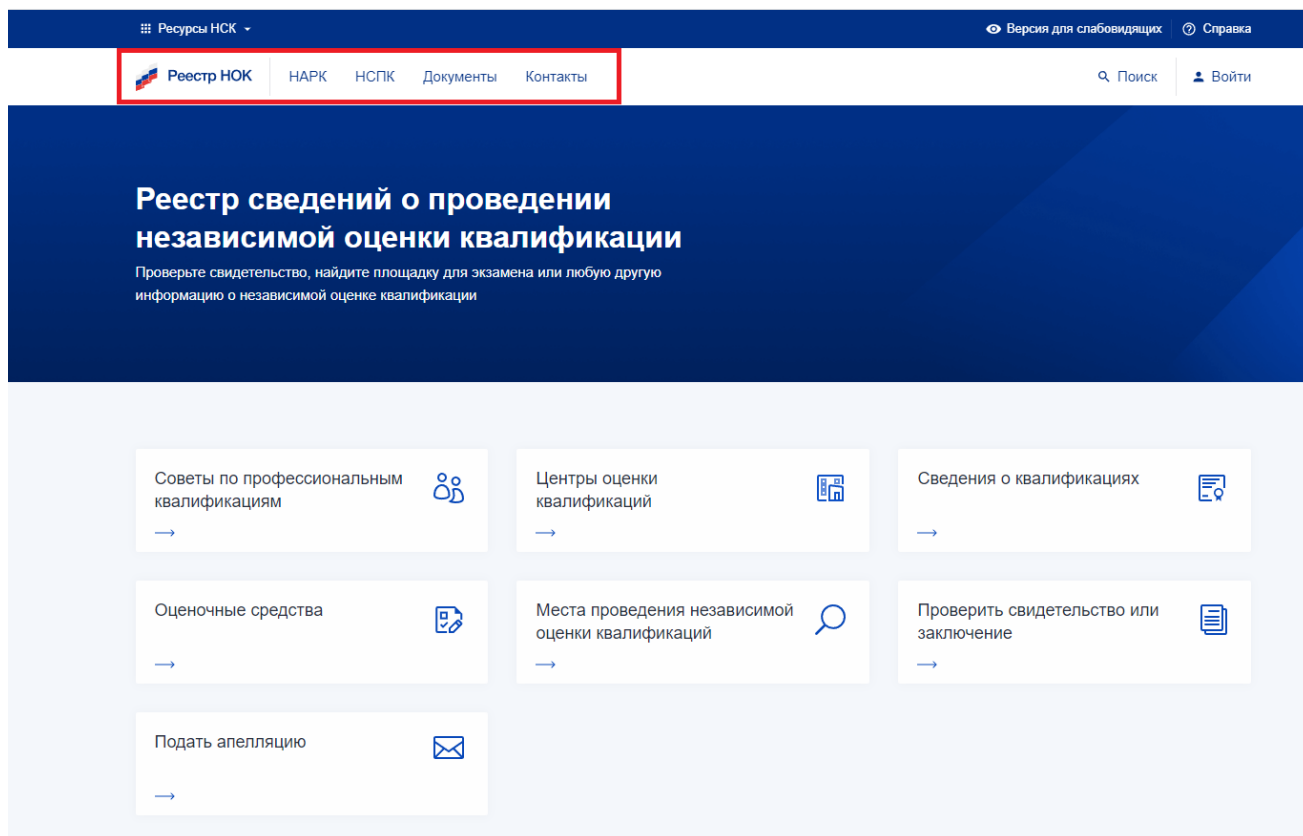 Ресурсы НСК
Версия для слабовидящих
Справка
Реестр НОК
НАРК
НСПК
Документы
Контакты
Поиск
Войти
Реестр сведений о проведении
независимой оценки квалификации
Проверьте свидетельство, найдите площадку для экзамена или любую другую
информацию о независимой оценке квалификации
Советы по профессиональным
квалификациям
Центры оценки
квалификаций
Сведения о квалификациях
Оценочные средства
Места проведения независимой
оценки квалификаций
Проверить свидетельство или
заключение
Подать апелляцию